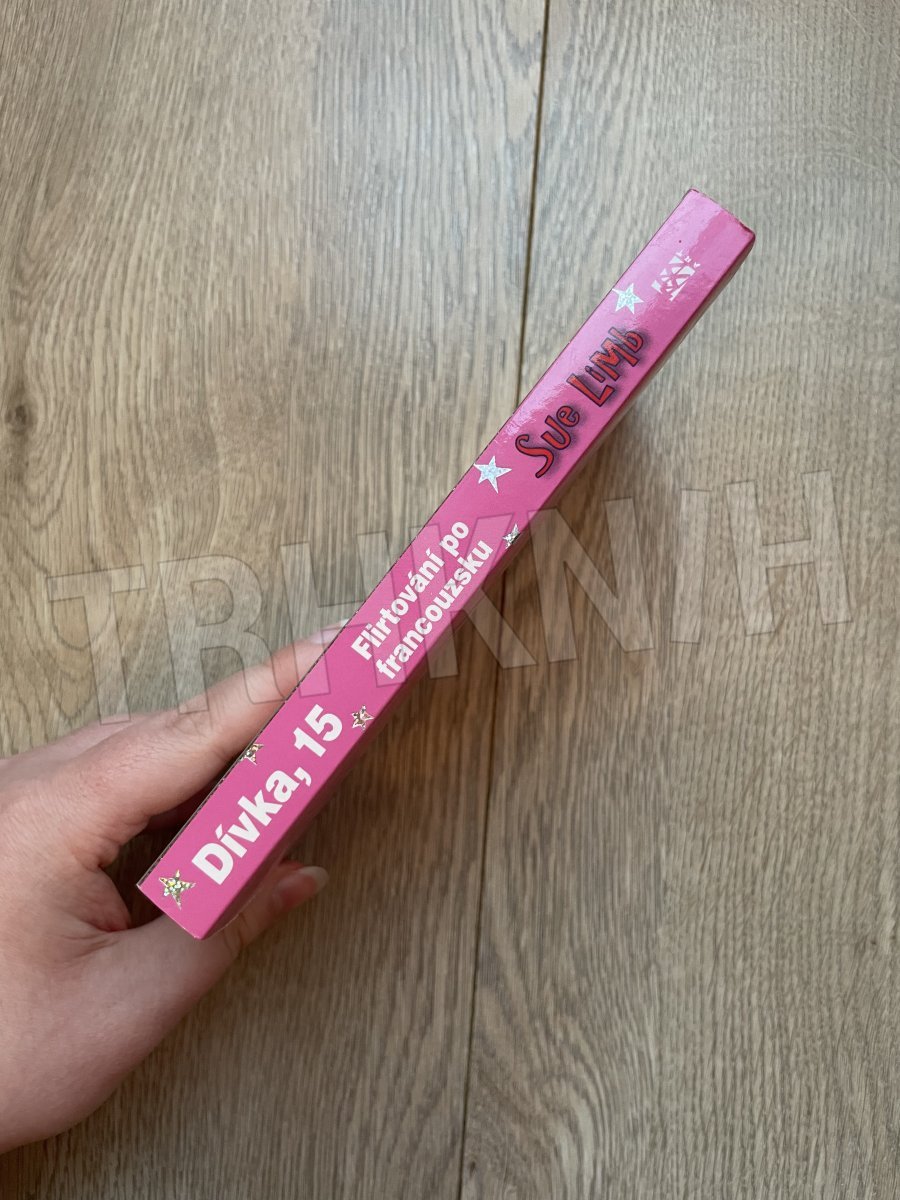 Dívka, 15
Flirtování po
francouzsku
Sue Limb
TRHKNIH